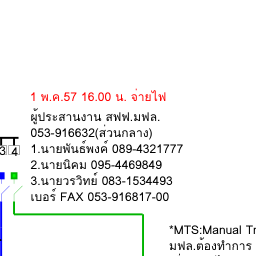 1 พ.ค.57 16.00 น. จ่ายไฟ
ผู้ประสานงาน สฟฟ.มฟล.
053-916632(ส่วนกลาง)
1.นายพันธ์พงค์ 089-4321777
2.นายนิคม 095-4469849
3.นายวรวิทย์ 083-1534493
เบอร์ FAX 053-916817-00
3 4
*MTS:Manual Tr
มฟล.ต้องทำการ